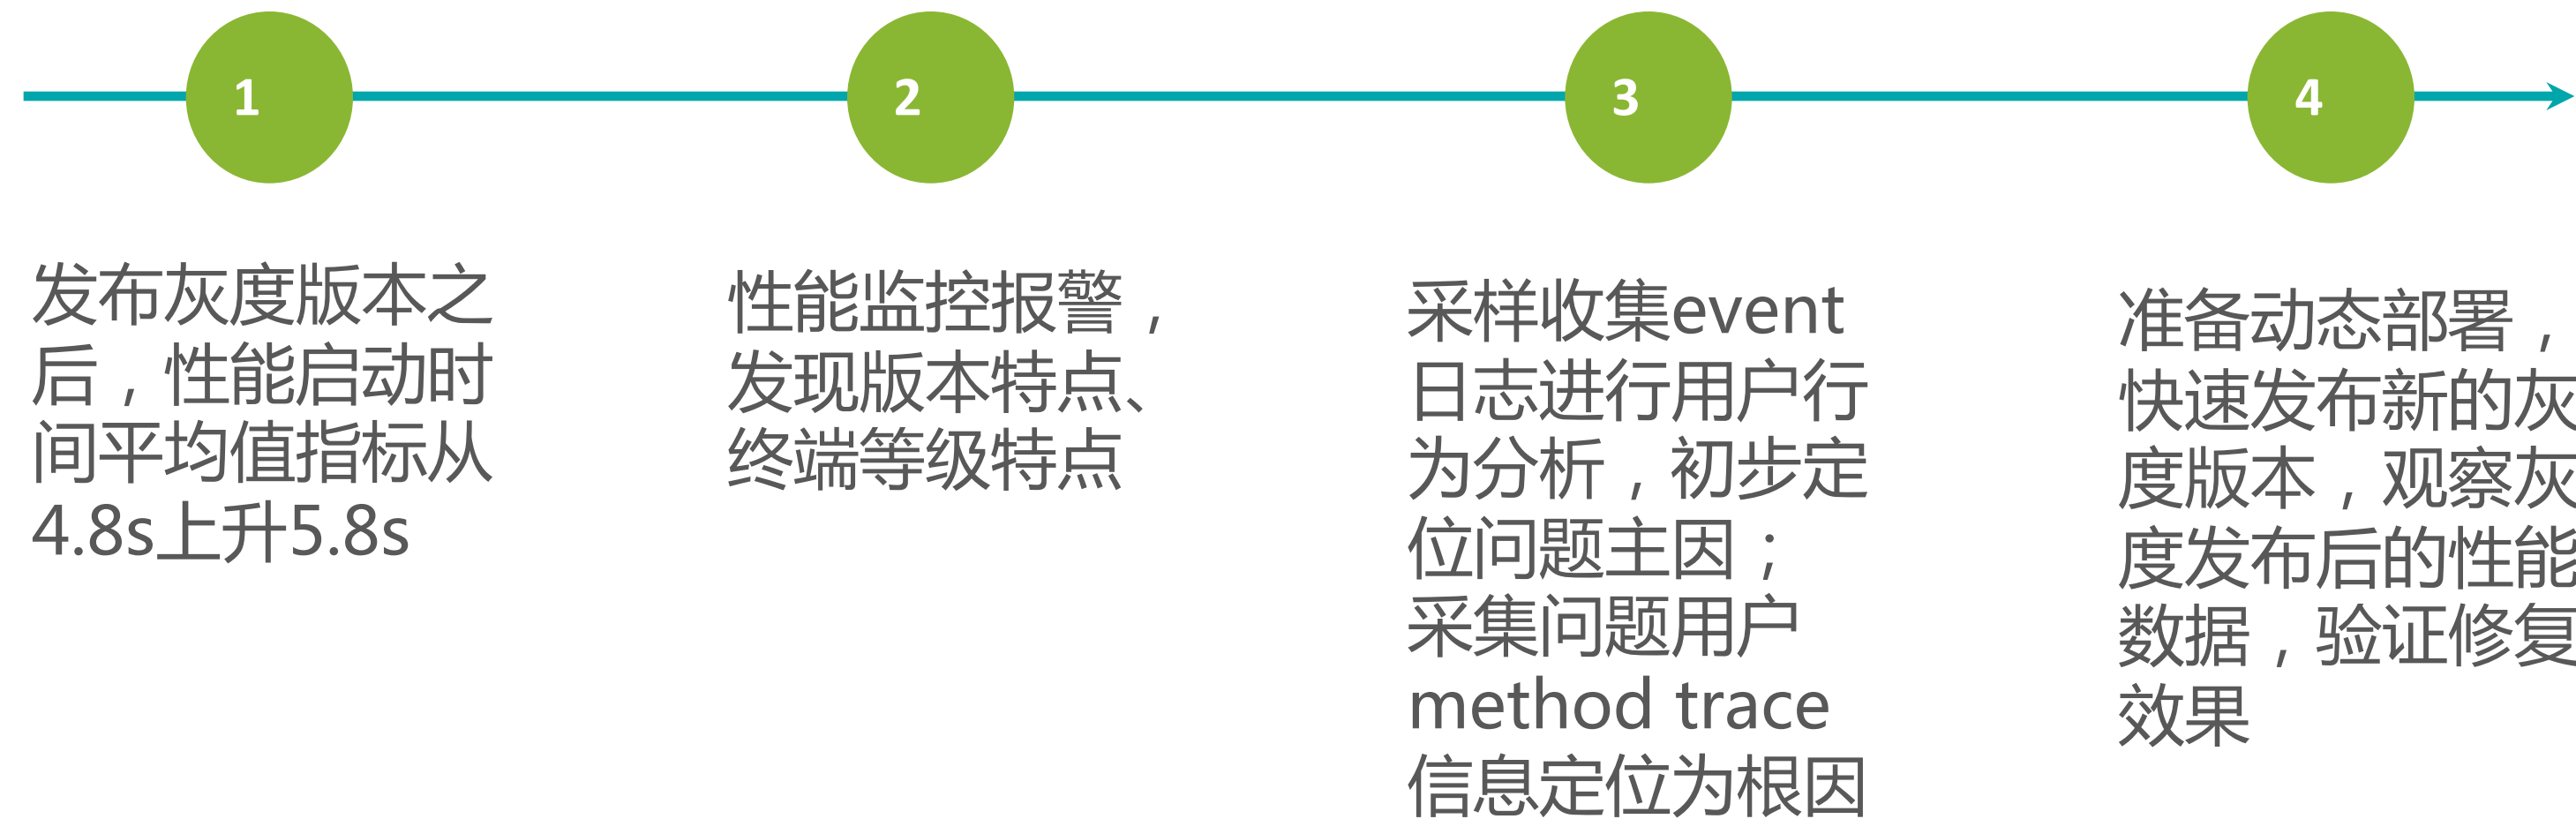 1
2
3
4
发布灰度版本之
后，性能启动时
间平均值指标从
4.8s上升5.8s
性能监控报警，
发现版本特点、
终端等级特点
采样收集event
日志进行用户行
为分析，初步定
位问题主因；
采集问题用户
method trace
信息定位为根因
准备动态部署，
快速发布新的灰
度版本，观察灰
度发布后的性能
数据，验证修复
效果